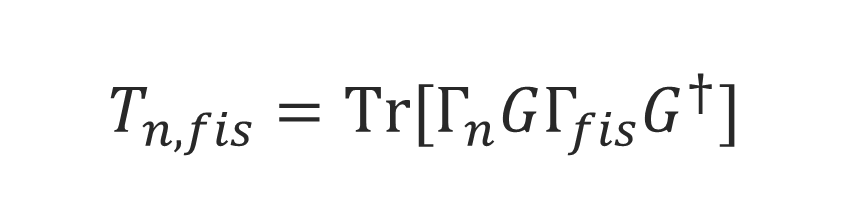 T_{n,fis} = Tr[Γ_n G Γ_{fis} G^†]